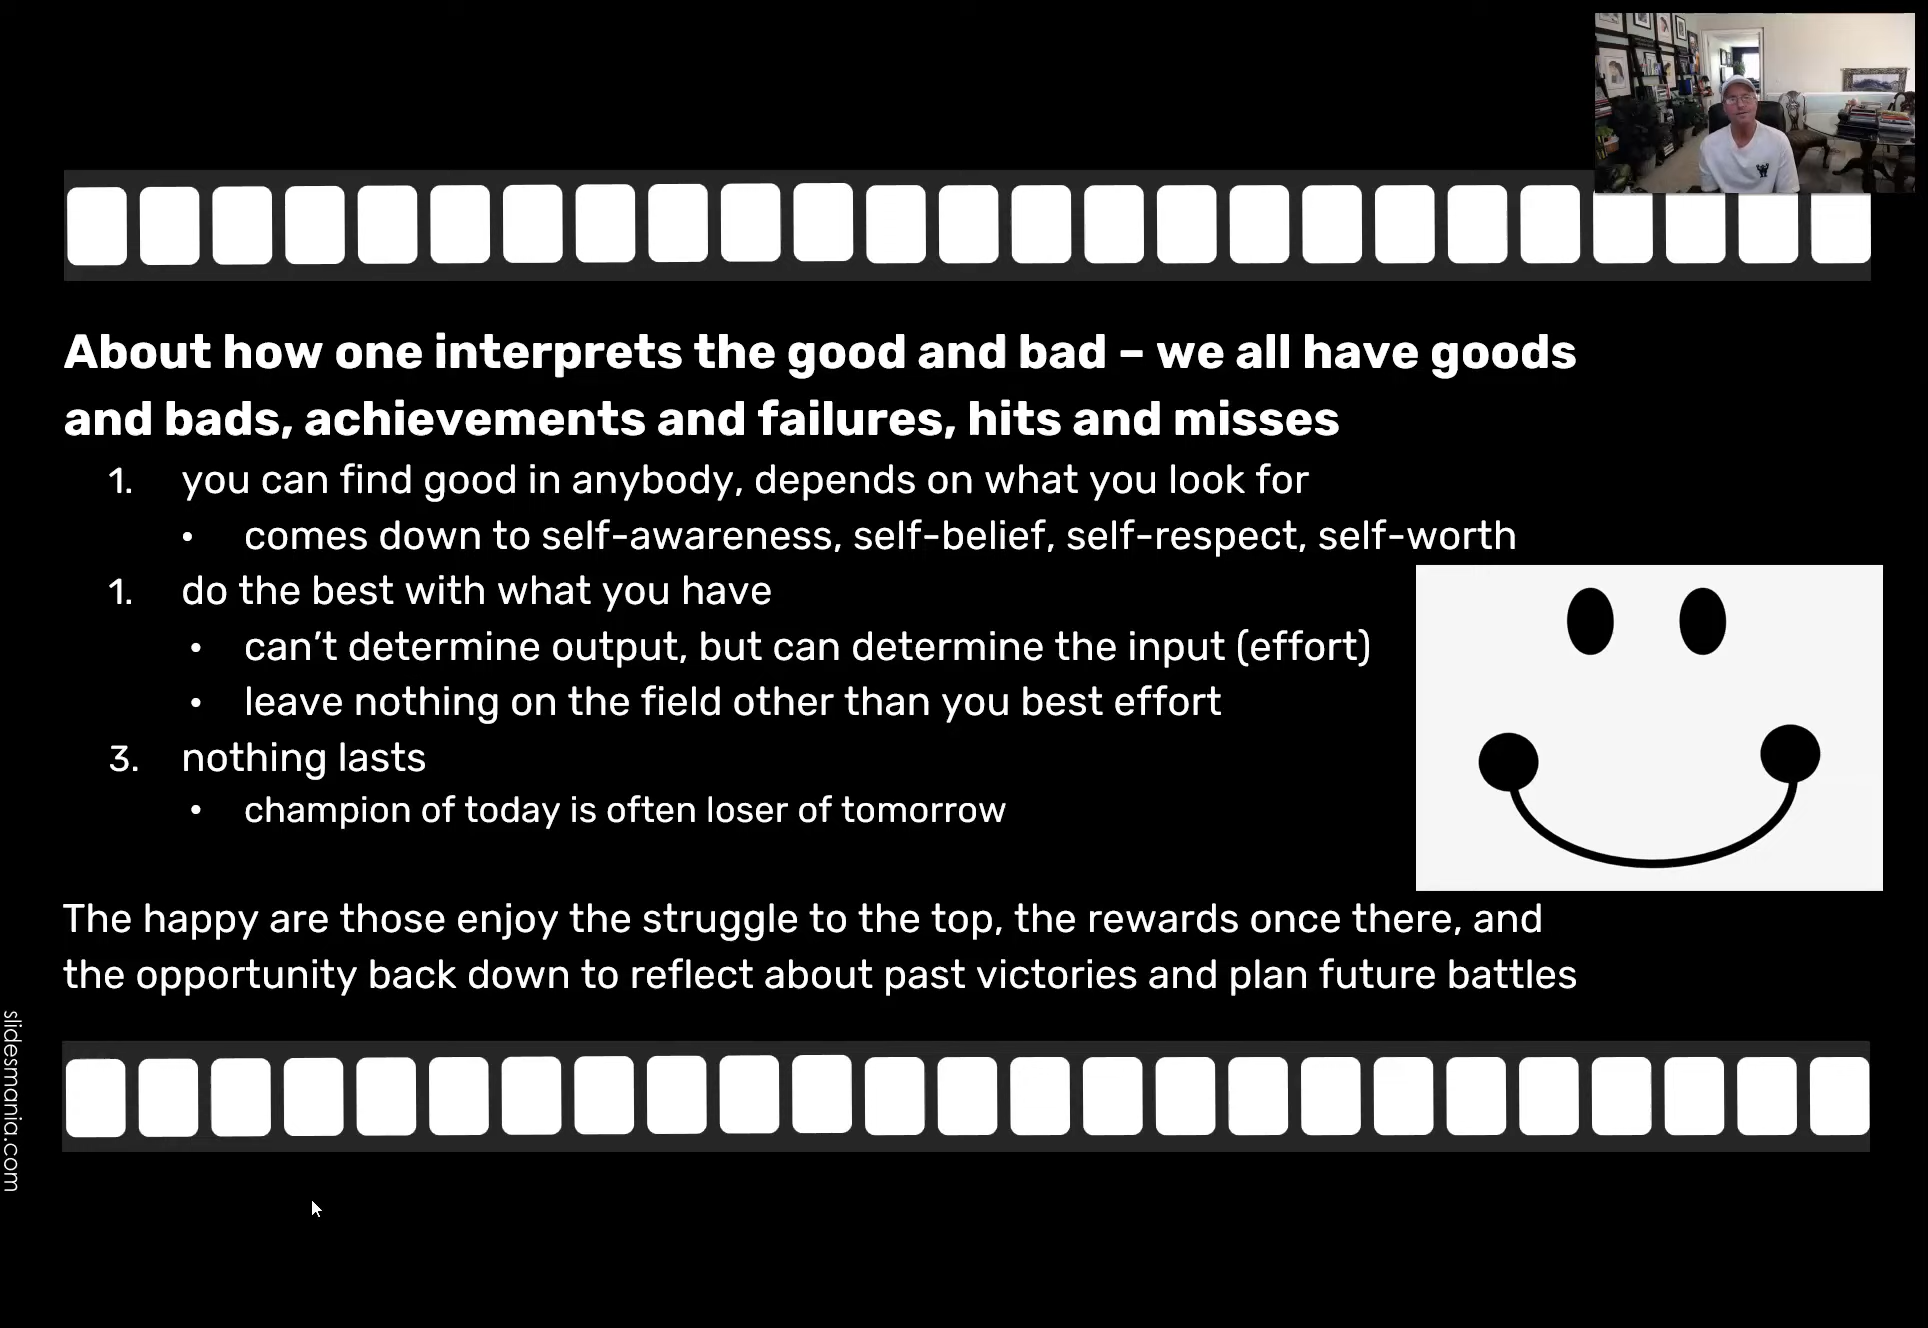 About how one interprets the good and bad – we all have goods
and bads, achievements and failures, hits and misses
1. you can find good in anybody, depends on what you look for
• comes down to self-awareness, self-belief, self-respect, self-worth
1. do the best with what you have
• can’t determine output, but can determine the input (effort)
• leave nothing on the field other than you best effort
3. nothing lasts
• champion of today is often loser of tomorrow
The happy are those enjoy the struggle to the top, the rewards once there, and
the opportunity back down to reflect about past victories and plan future battles
slidesmania.com